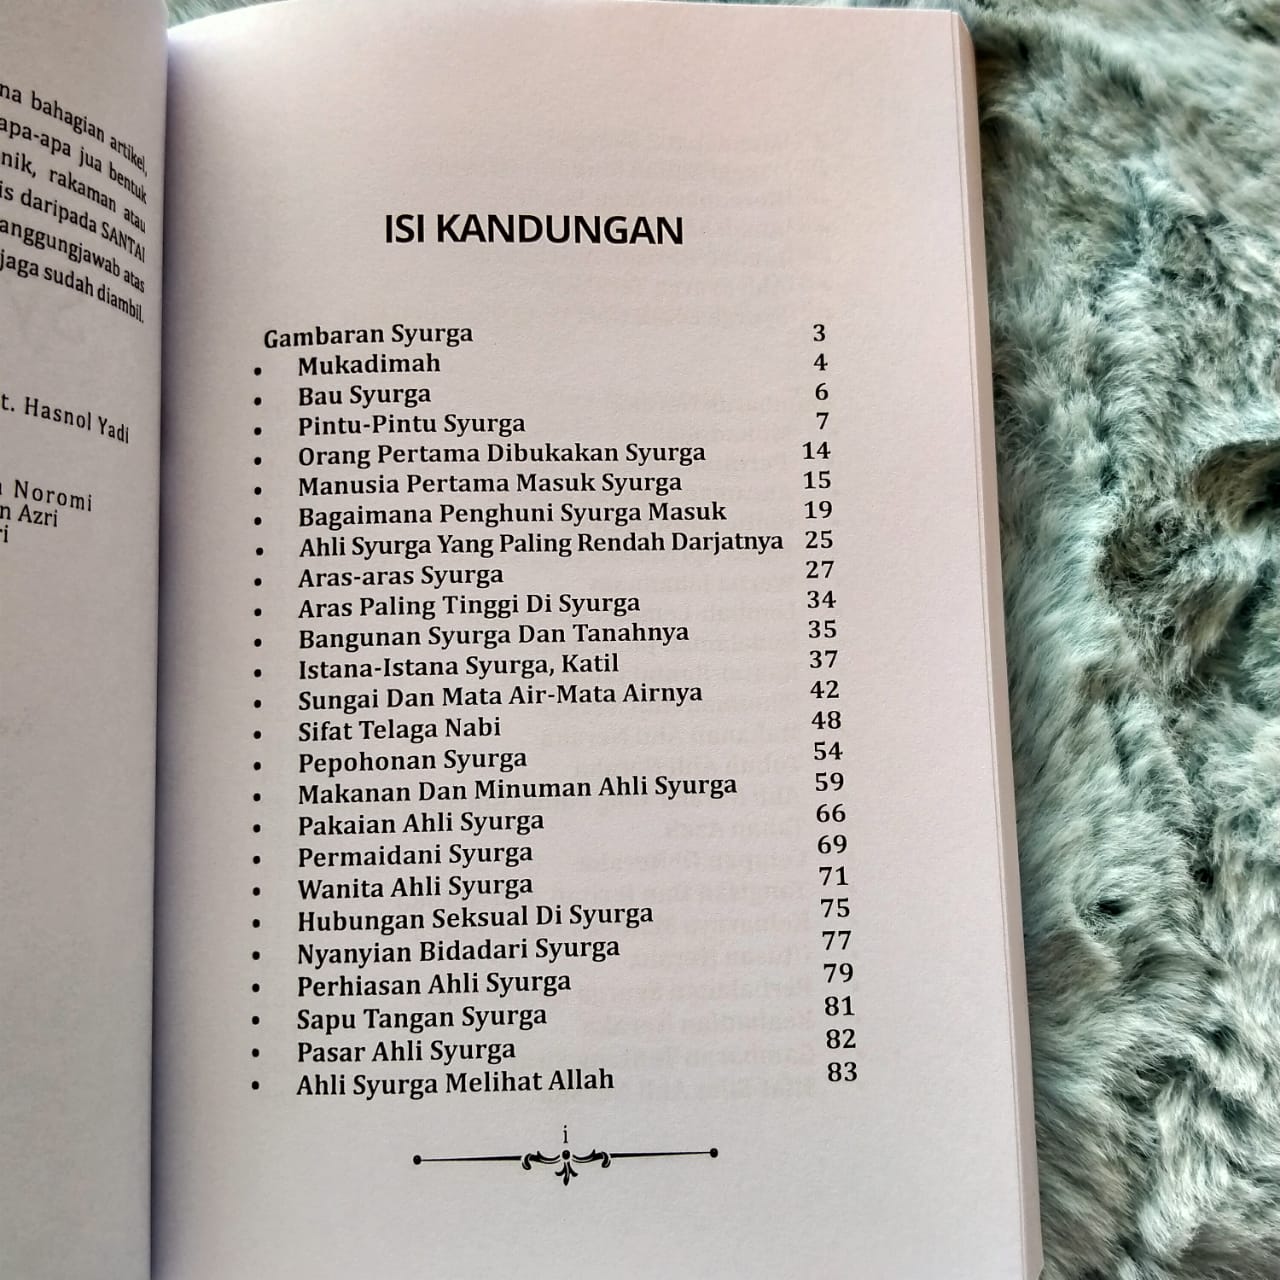 na bahagian artikel,
apa-apa jua bentuk
nik, rakaman atau
is daripada SANTAI
anggungjawab atas
jaga sudah diambil.
t. Hasnol Yadi
Noromi
n Azri
ri
ISI KANDUNGAN
Gambaran Syurga 3
• Mukadimah 4
• Bau Syurga 6
• Pintu-Pintu Syurga 7
• Orang Pertama Dibukakan Syurga 14
• Manusia Pertama Masuk Syurga 15
• Bagaimana Penghuni Syurga Masuk 19
• Ahli Syurga Yang Paling Rendah Darjatnya 25
• Aras-aras Syurga 27
• Aras Paling Tinggi Di Syurga 34
• Bangunan Syurga Dan Tanahnya 35
• Istana-Istana Syurga, Katil 37
• Sungai Dan Mata Air-Mata Airnya 42
• Sifat Telaga Nabi 48
• Pepohonan Syurga 54
• Makanan Dan Minuman Ahli Syurga 59
• Pakaian Ahli Syurga 66
• Permaidani Syurga 69
• Wanita Ahli Syurga 71
• Hubungan Seksual Di Syurga 75
• Nyanyian Bidadari Syurga 77
• Perhiasan Ahli Syurga 79
• Sapu Tangan Syurga 81
• Pasar Ahli Syurga 82
• Ahli Syurga Melihat Allah 83
i